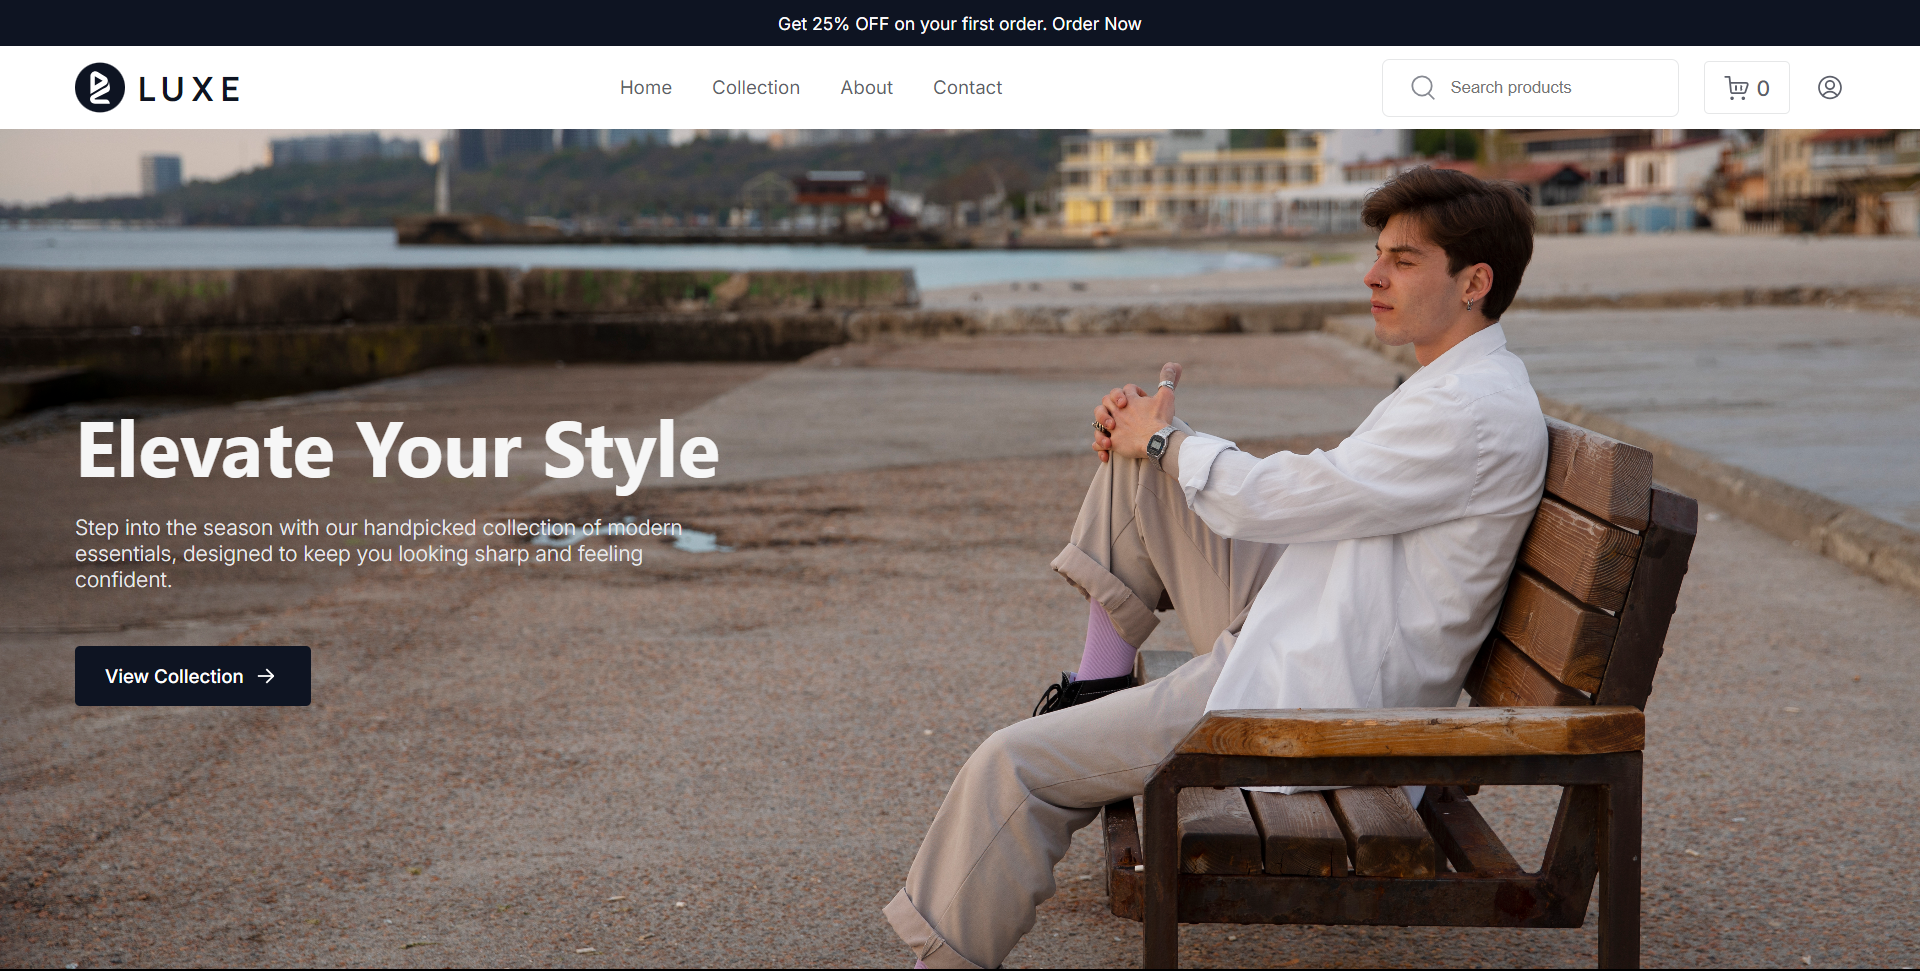 Get 25% OFF on your first order. Order Now
LUXE
Home
Collection
About
Contact
Search products
0
Elevate Your Style
Step into the season with our handpicked collection of modern
essentials, designed to keep you looking sharp and feeling
confident.
View Collection